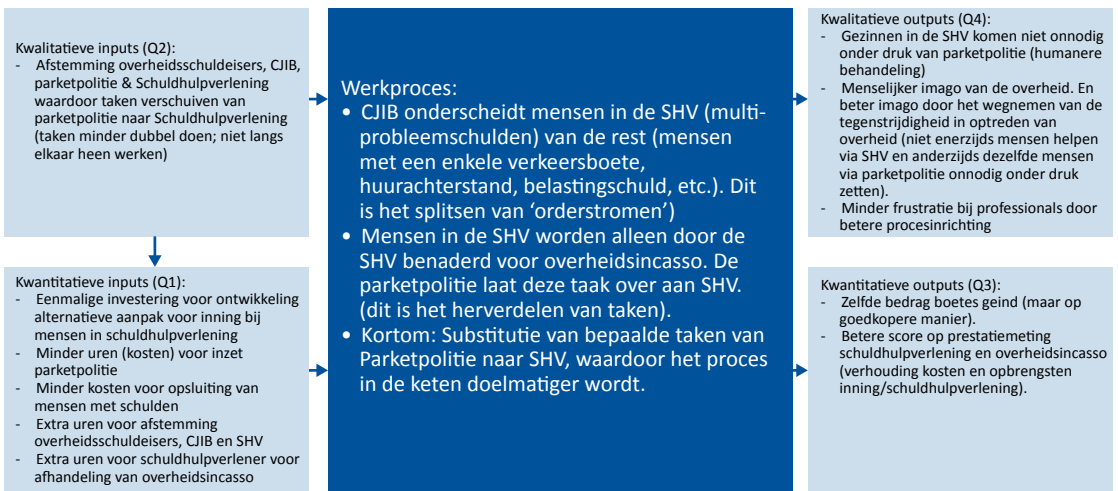 Kwalitatieve inputs (Q2):
- Afstemming overheidsschuldeisers, CJIB,
parketpolitie & Schuldhulpverlening
waardoor taken verschuiven van
parketpolitie naar Schuldhulpverlening
(taken minder dubbel doen; niet langs
elkaar heen werken)
Kwantitatieve inputs (Q1):
- Eenmalige investering voor ontwikkeling
alternatieve aanpak voor inning bij
mensen in schuldhulpverlening
- Minder uren (kosten) voor inzet
parketpolitie
- Minder kosten voor opsluiting van
mensen met schulden
- Extra uren voor afstemming
overheidsschuldeisers, CJIB en SHV
- Extra uren voor schuldhulpverlener voor
afhandeling van overheidsincasso
Werkproces:
• CJIB onderscheidt mensen in de SHV (multi-
probleemschulden) van de rest (mensen
met een enkele verkeersboete,
huurachterstand, belastingschuld, etc.). Dit
is het splitsen van ‘orderstromen’)
• Mensen in de SHV worden alleen door de
SHV benaderd voor overheidsincasso. De
parketpolitie laat deze taak over aan SHV.
(dit is het herverdelen van taken).
• Kortom: Substitutie van bepaalde taken van
Parketpolitie naar SHV, waardoor het proces
in de keten doelmatiger wordt.
Kwalitatieve outputs (Q4):
- Gezinnen in de SHV komen niet onnodig
onder druk van parketpolitie (humanere
behandeling)
- Menselijker imago van de overheid. En
beter imago door het wegnemen van de
tegenstrijdigheid in optreden van
overheid (niet enerzijds mensen helpen
via SHV en anderzijds dezelfde mensen
via parketpolitie onnodig onder druk
zetten).
- Minder frustratie bij professionals door
betere procesinrichting
Kwantitatieve outputs (Q3):
- Zelfde bedrag boetes geind (maar op
goedkopere manier).
- Betere score op prestatiemeting
schuldhulpverlening en overheidsincasso
(verhouding kosten en opbrengsten
inning/schuldhulpverlening).